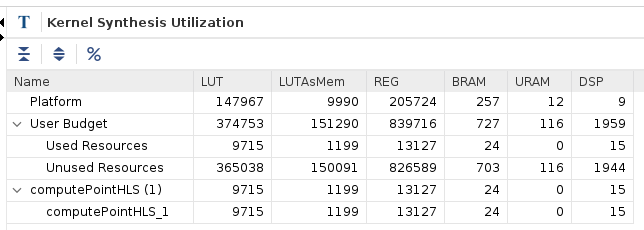 T Kernel Synthesis Utilization
%
Name LUT LUTAsMem REG BRAM URAM DSP
Platform 147967 9990 205724 257 12 9
User Budget 374753 151290 839716 727 116 1959
Used Resources 9715 1199 13127 24 0 15
Unused Resources 365038 150091 826589 703 116 1944
computePointHLS (1) 9715 1199 13127 24 0 15
computePointHLS_1 9715 1199 13127 24 0 15